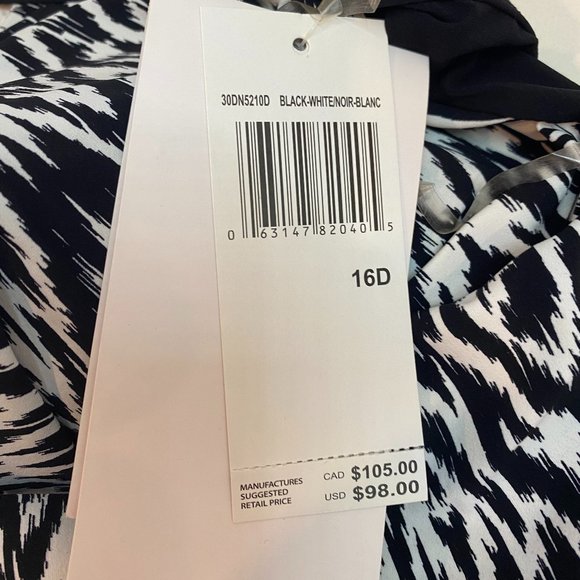 30DN5210D BLACK-WHITE/NOIR-BLANC
0 63147 82040 5
16D
MANUFACTURES
SUGGESTED
RETAIL PRICE
CAD $105.00
USD $98.00